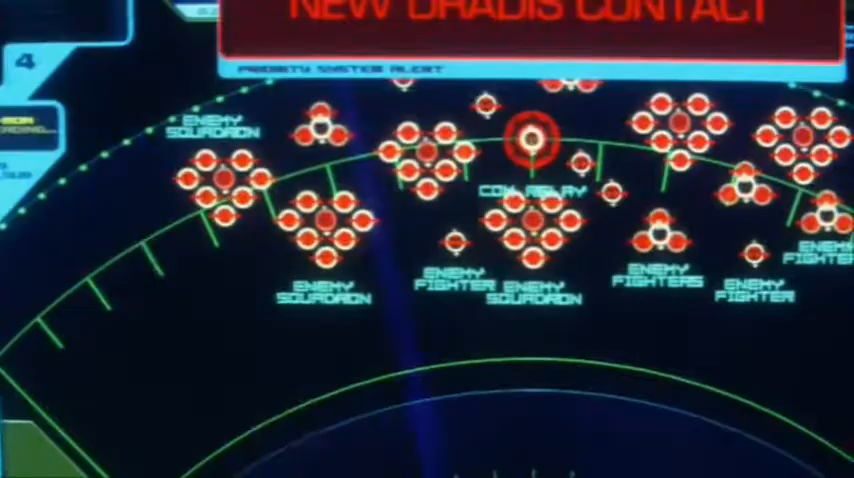 NEW DRADIS CONTACT
PRIORITY SYSTEM ALERT
4
ENEMY
SQUADRON
COM RELAY
ENEMY
SQUADRON
ENEMY
FIGHTER
ENEMY
SQUADRON
ENEMY
FIGHTERS
ENEMY
FIGHTER
ENEMY